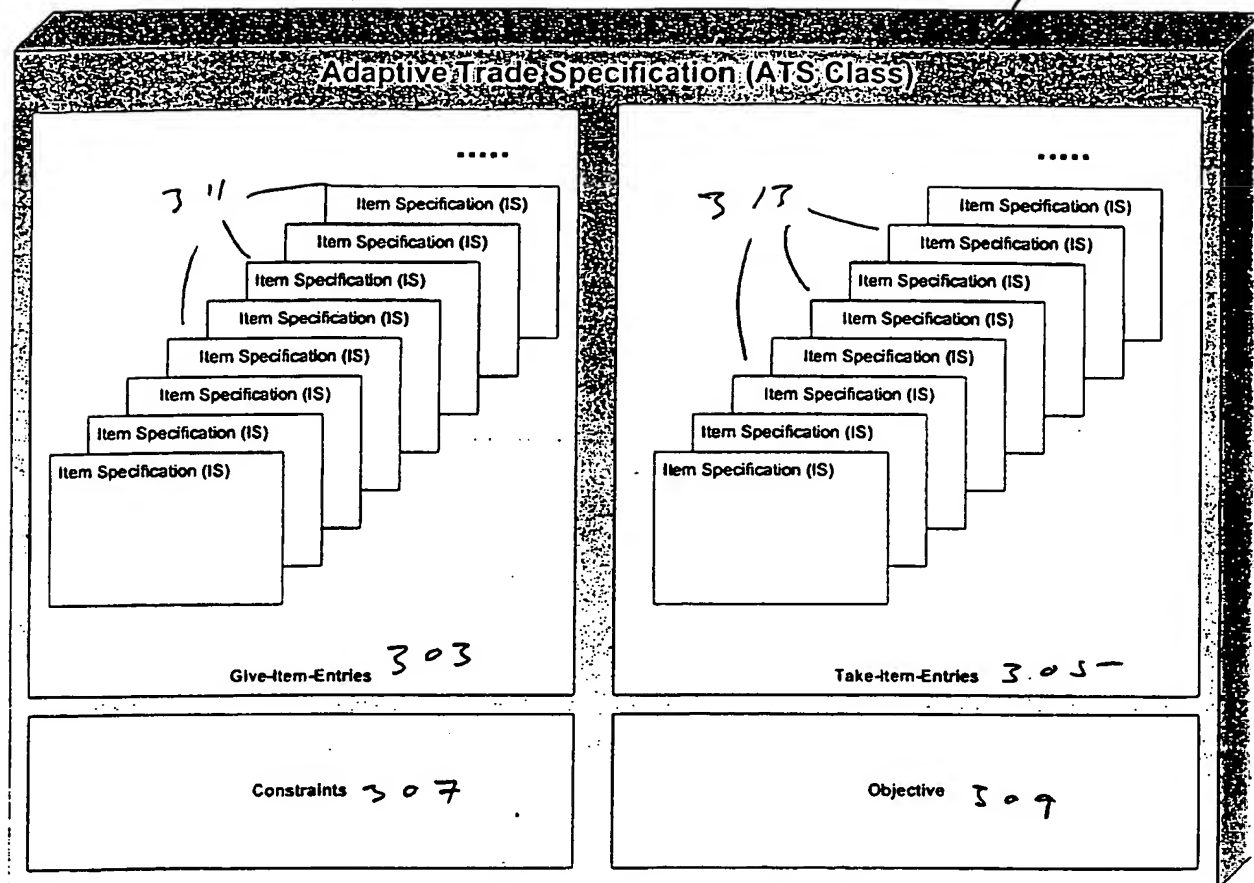 Adaptive Trade Specification (ATS Class)
.....
311
Item Specification (IS)
Item Specification (IS)
Item Specification (IS)
Item Specification (IS)
Item Specification (IS)
Item Specification (IS)
Item Specification (IS)
Item Specification (IS)
Give-Item-Entries 303
.....
313
Item Specification (IS)
Item Specification (IS)
Item Specification (IS)
Item Specification (IS)
Item Specification (IS)
Item Specification (IS)
Item Specification (IS)
Item Specification (IS)
Take-Item-Entries 305
Constraints 307
Objective 309